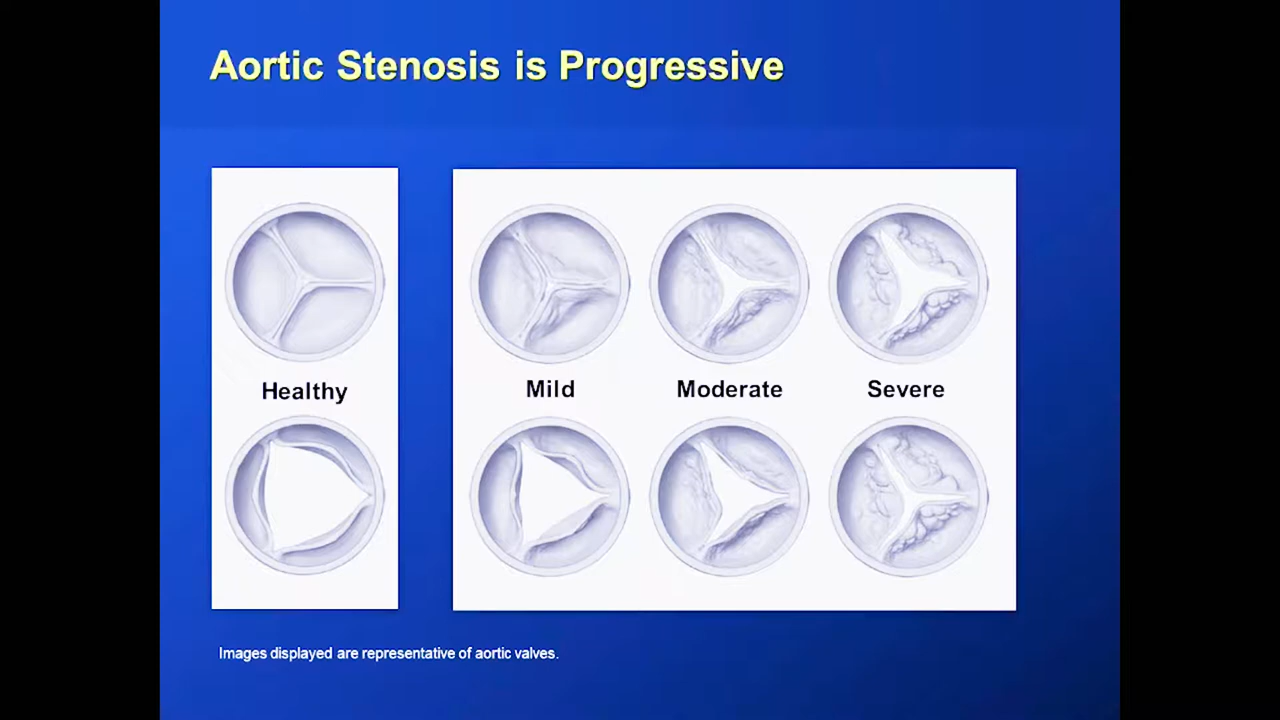 Aortic Stenosis is Progressive
Healthy
Mild
Moderate
Severe
Images displayed are representative of aortic valves.